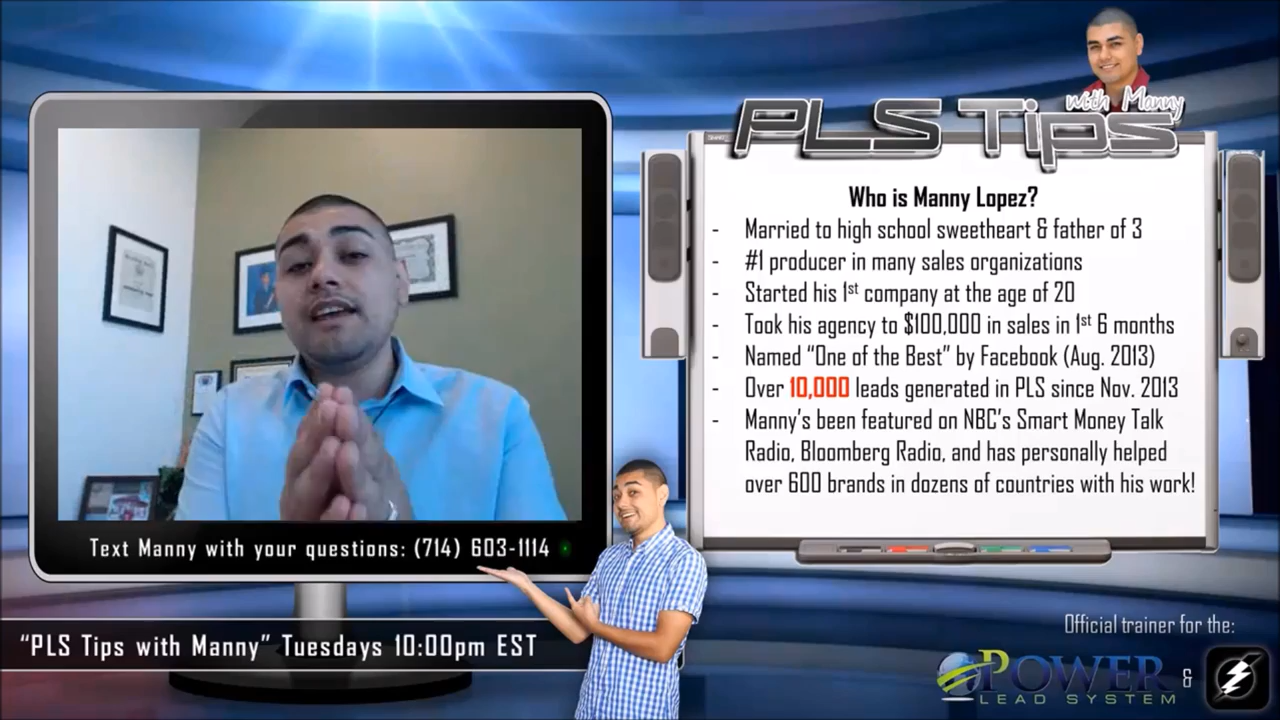 PLS Tips
with Manny
Who is Manny Lopez?
- Married to high school sweetheart & father of 3
- #1 producer in many sales organizations
- Started his 1st company at the age of 20
- Took his agency to $100,000 in sales in 1st 6 months
- Named “One of the Best” by Facebook (Aug. 2013)
- Over 10,000 leads generated in PLS since Nov. 2013
- Manny's been featured on NBC's Smart Money Talk
Radio, Bloomberg Radio, and has personally helped
over 600 brands in dozens of countries with his work!
Text Manny with your questions: (714) 603-1114
“PLS Tips with Manny” Tuesdays 10:00pm EST
Official trainer for the:
POWER
LEAD SYSTEM
&